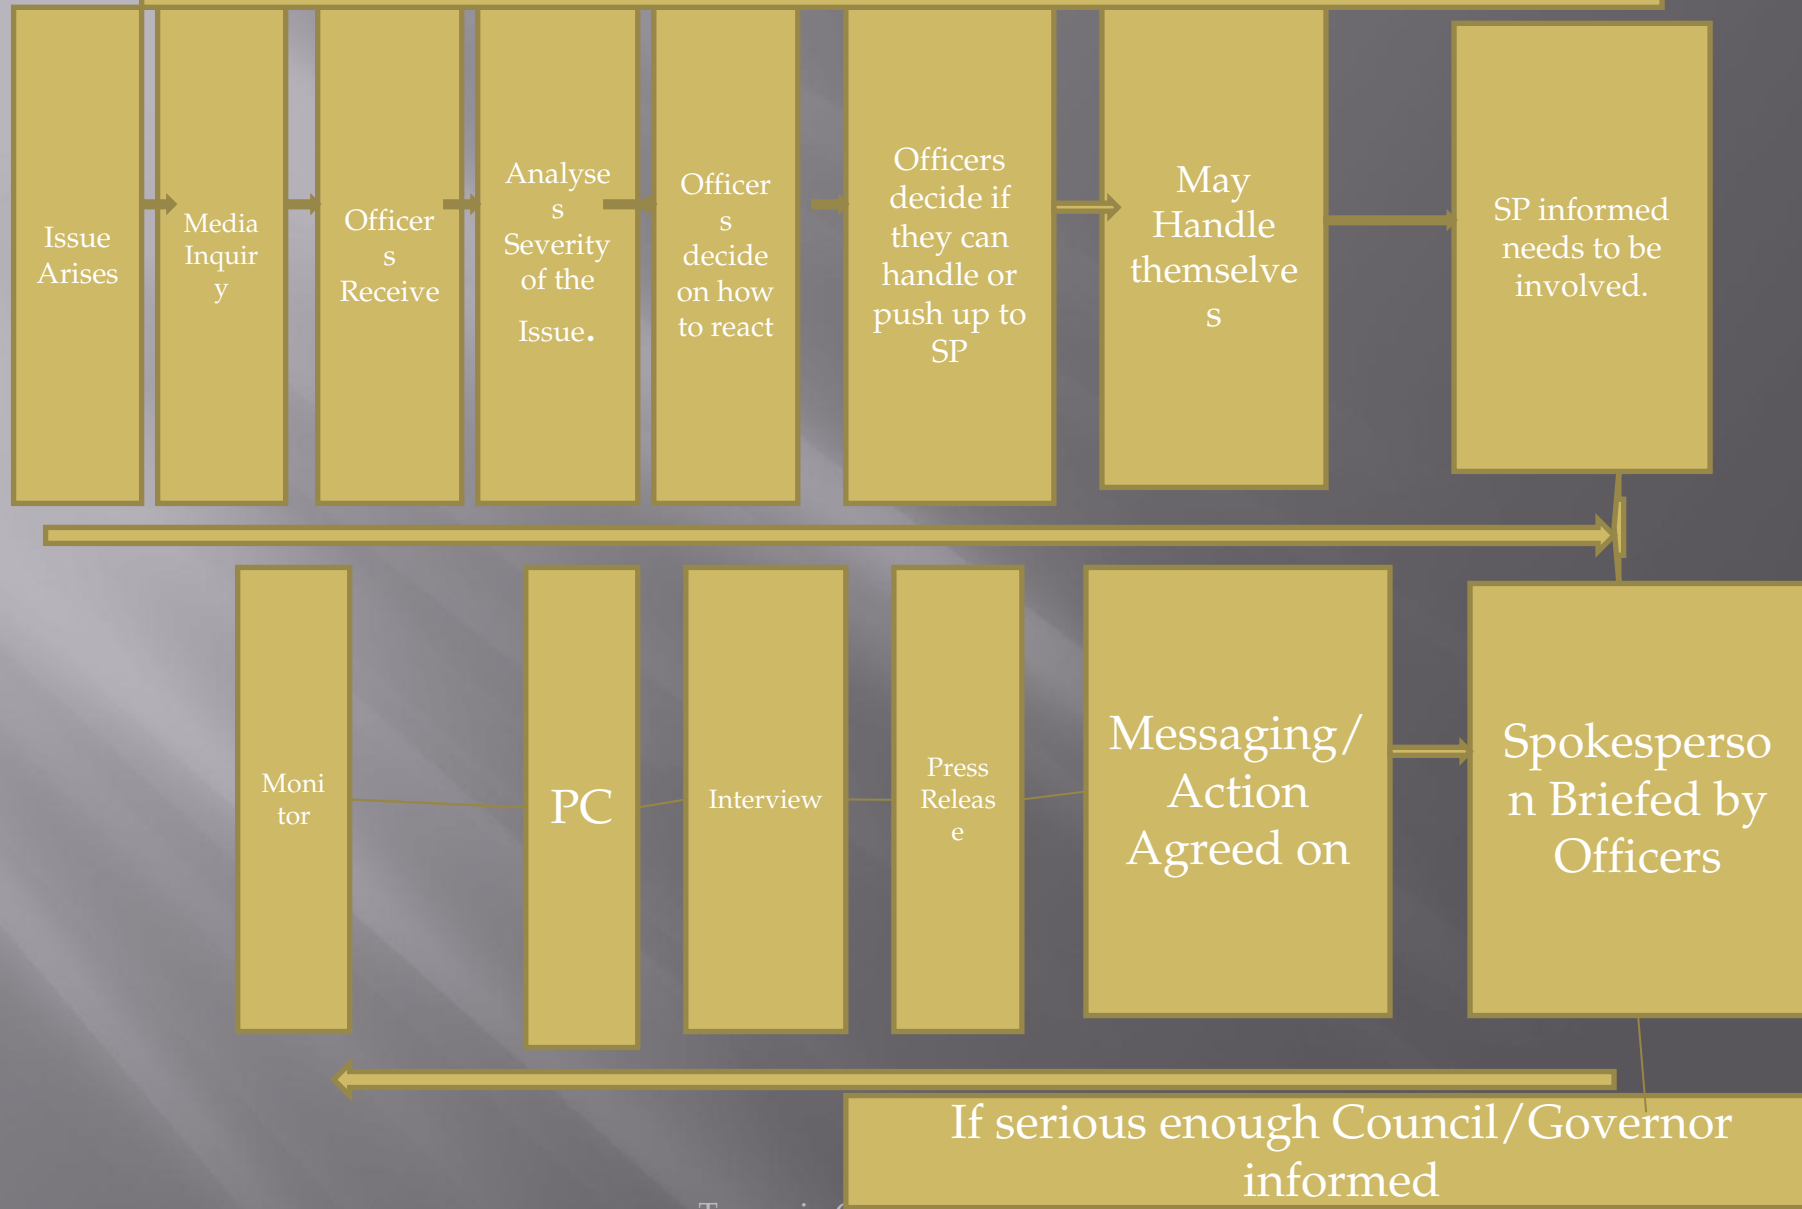 Issue
Arises
Media
Inquir
y
Officer
s
Receive
Analyse
s
Severity
of the
Issue.
Officer
s
decide
on how
to react
Officers
decide if
they can
handle or
push up to
SP
May
Handle
themselve
s
SP informed
needs to be
involved.
Moni
tor
PC
Interview
Press
Releas
e
Messaging/
Action
Agreed on
Spokesperso
n Briefed by
Officers
If serious enough Council/Governor
informed